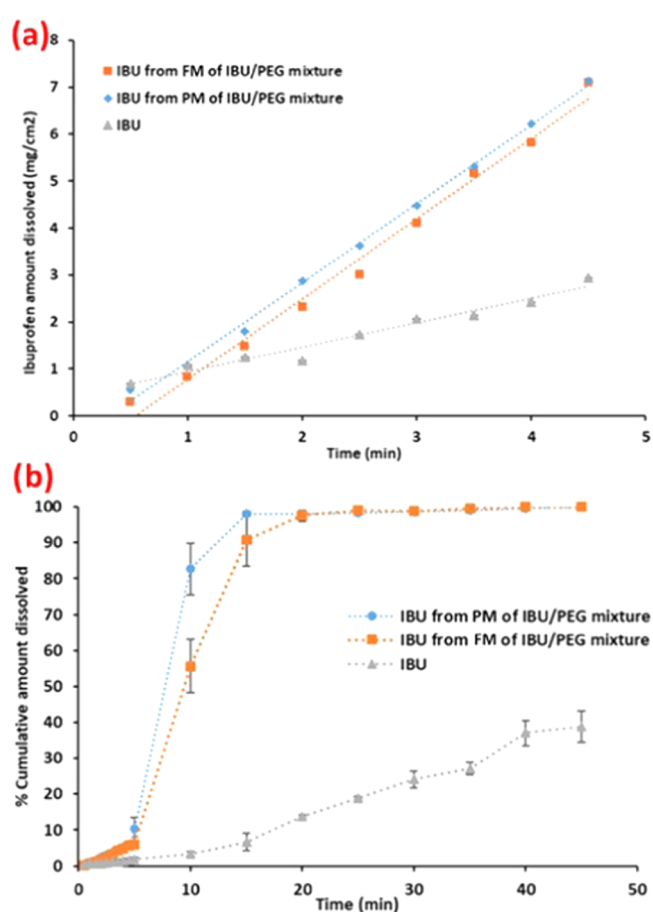 (a)
8
7
6
5
4
3
2
1
0
Ibuprofen amount dissolved (mg/cm2)
IBU from FM of IBU/PEG mixture
IBU from PM of IBU/PEG mixture
IBU
0 1 2 3 4 5
Time (min)
(b)
100
90
80
70
60
50
40
30
20
10
0
% Cumulative amount dissolved
IBU from PM of IBU/PEG mixture
IBU from FM of IBU/PEG mixture
IBU
0 10 20 30 40 50
Time (min)